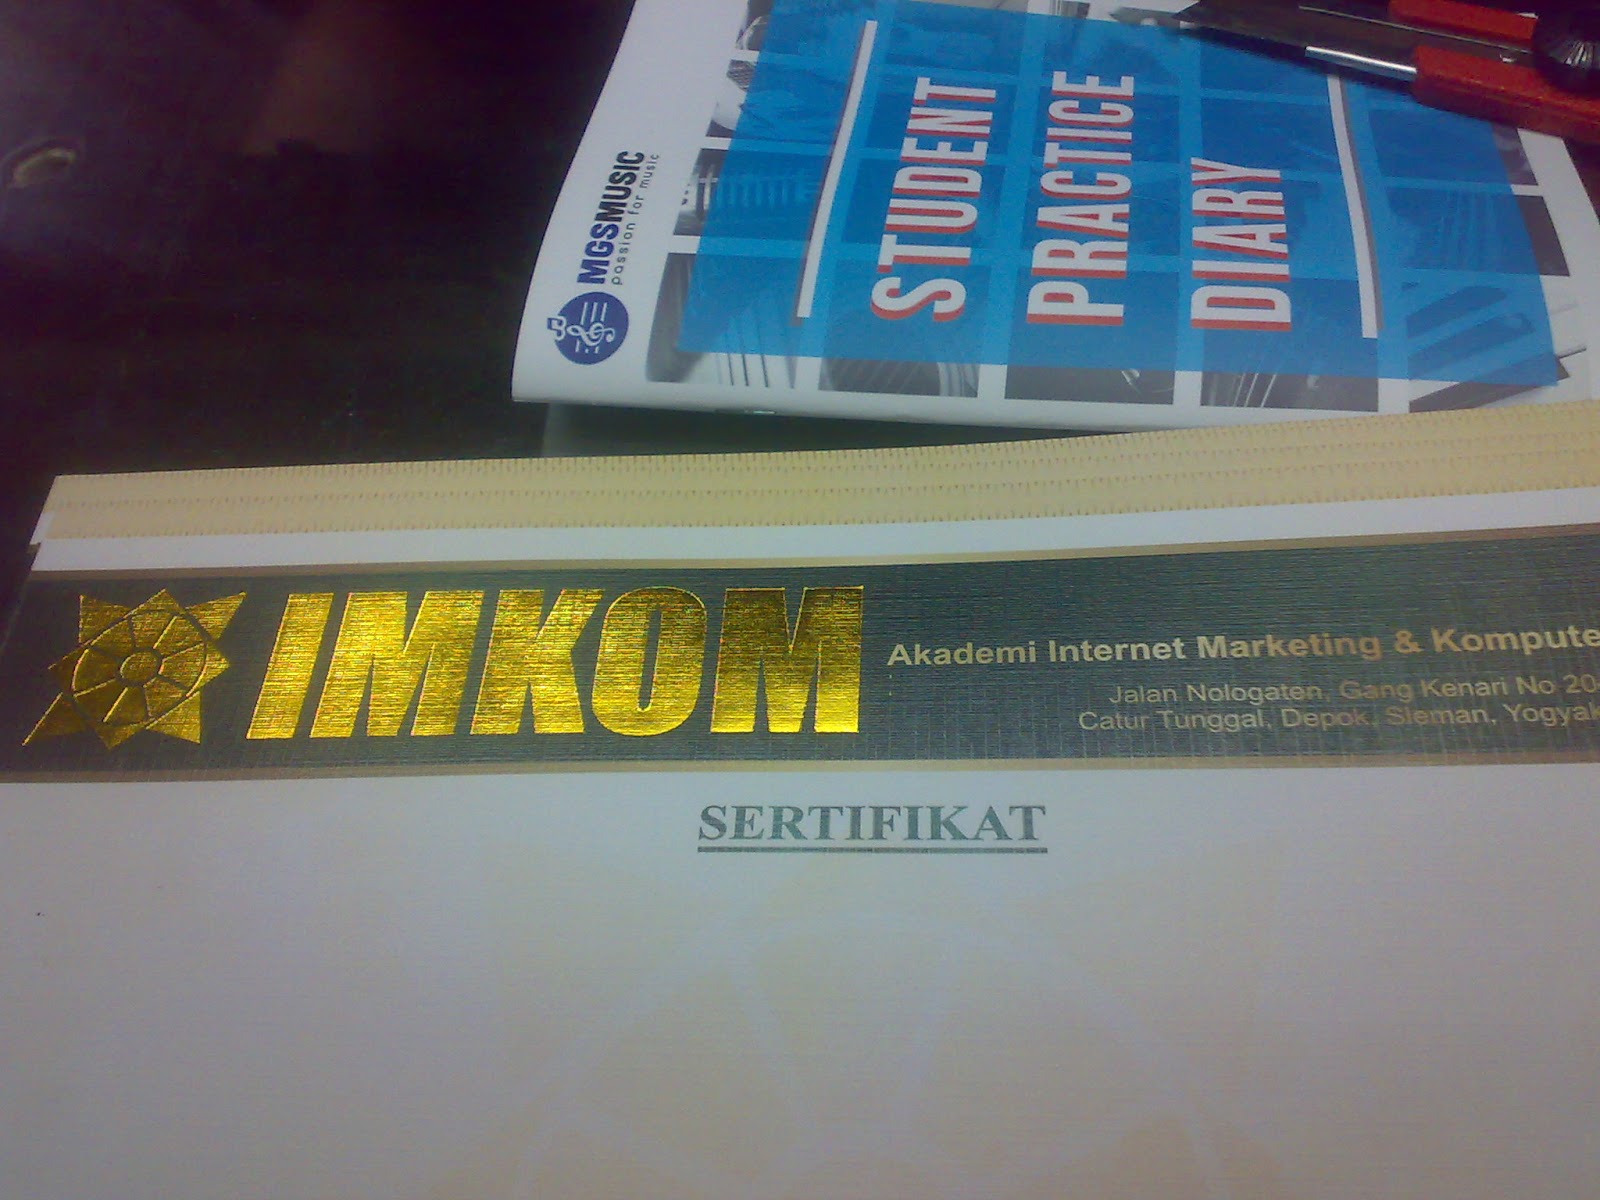 MGSMUSIC
passion for music
STUDENT
PRACTICE
DIARY
IMKOM
Akademi Internet Marketing & Kompute
Jalan Nologaten, Gang Kenari No 20
Catur Tunggal, Depok, Sleman, Yogyak
SERTIFIKAT